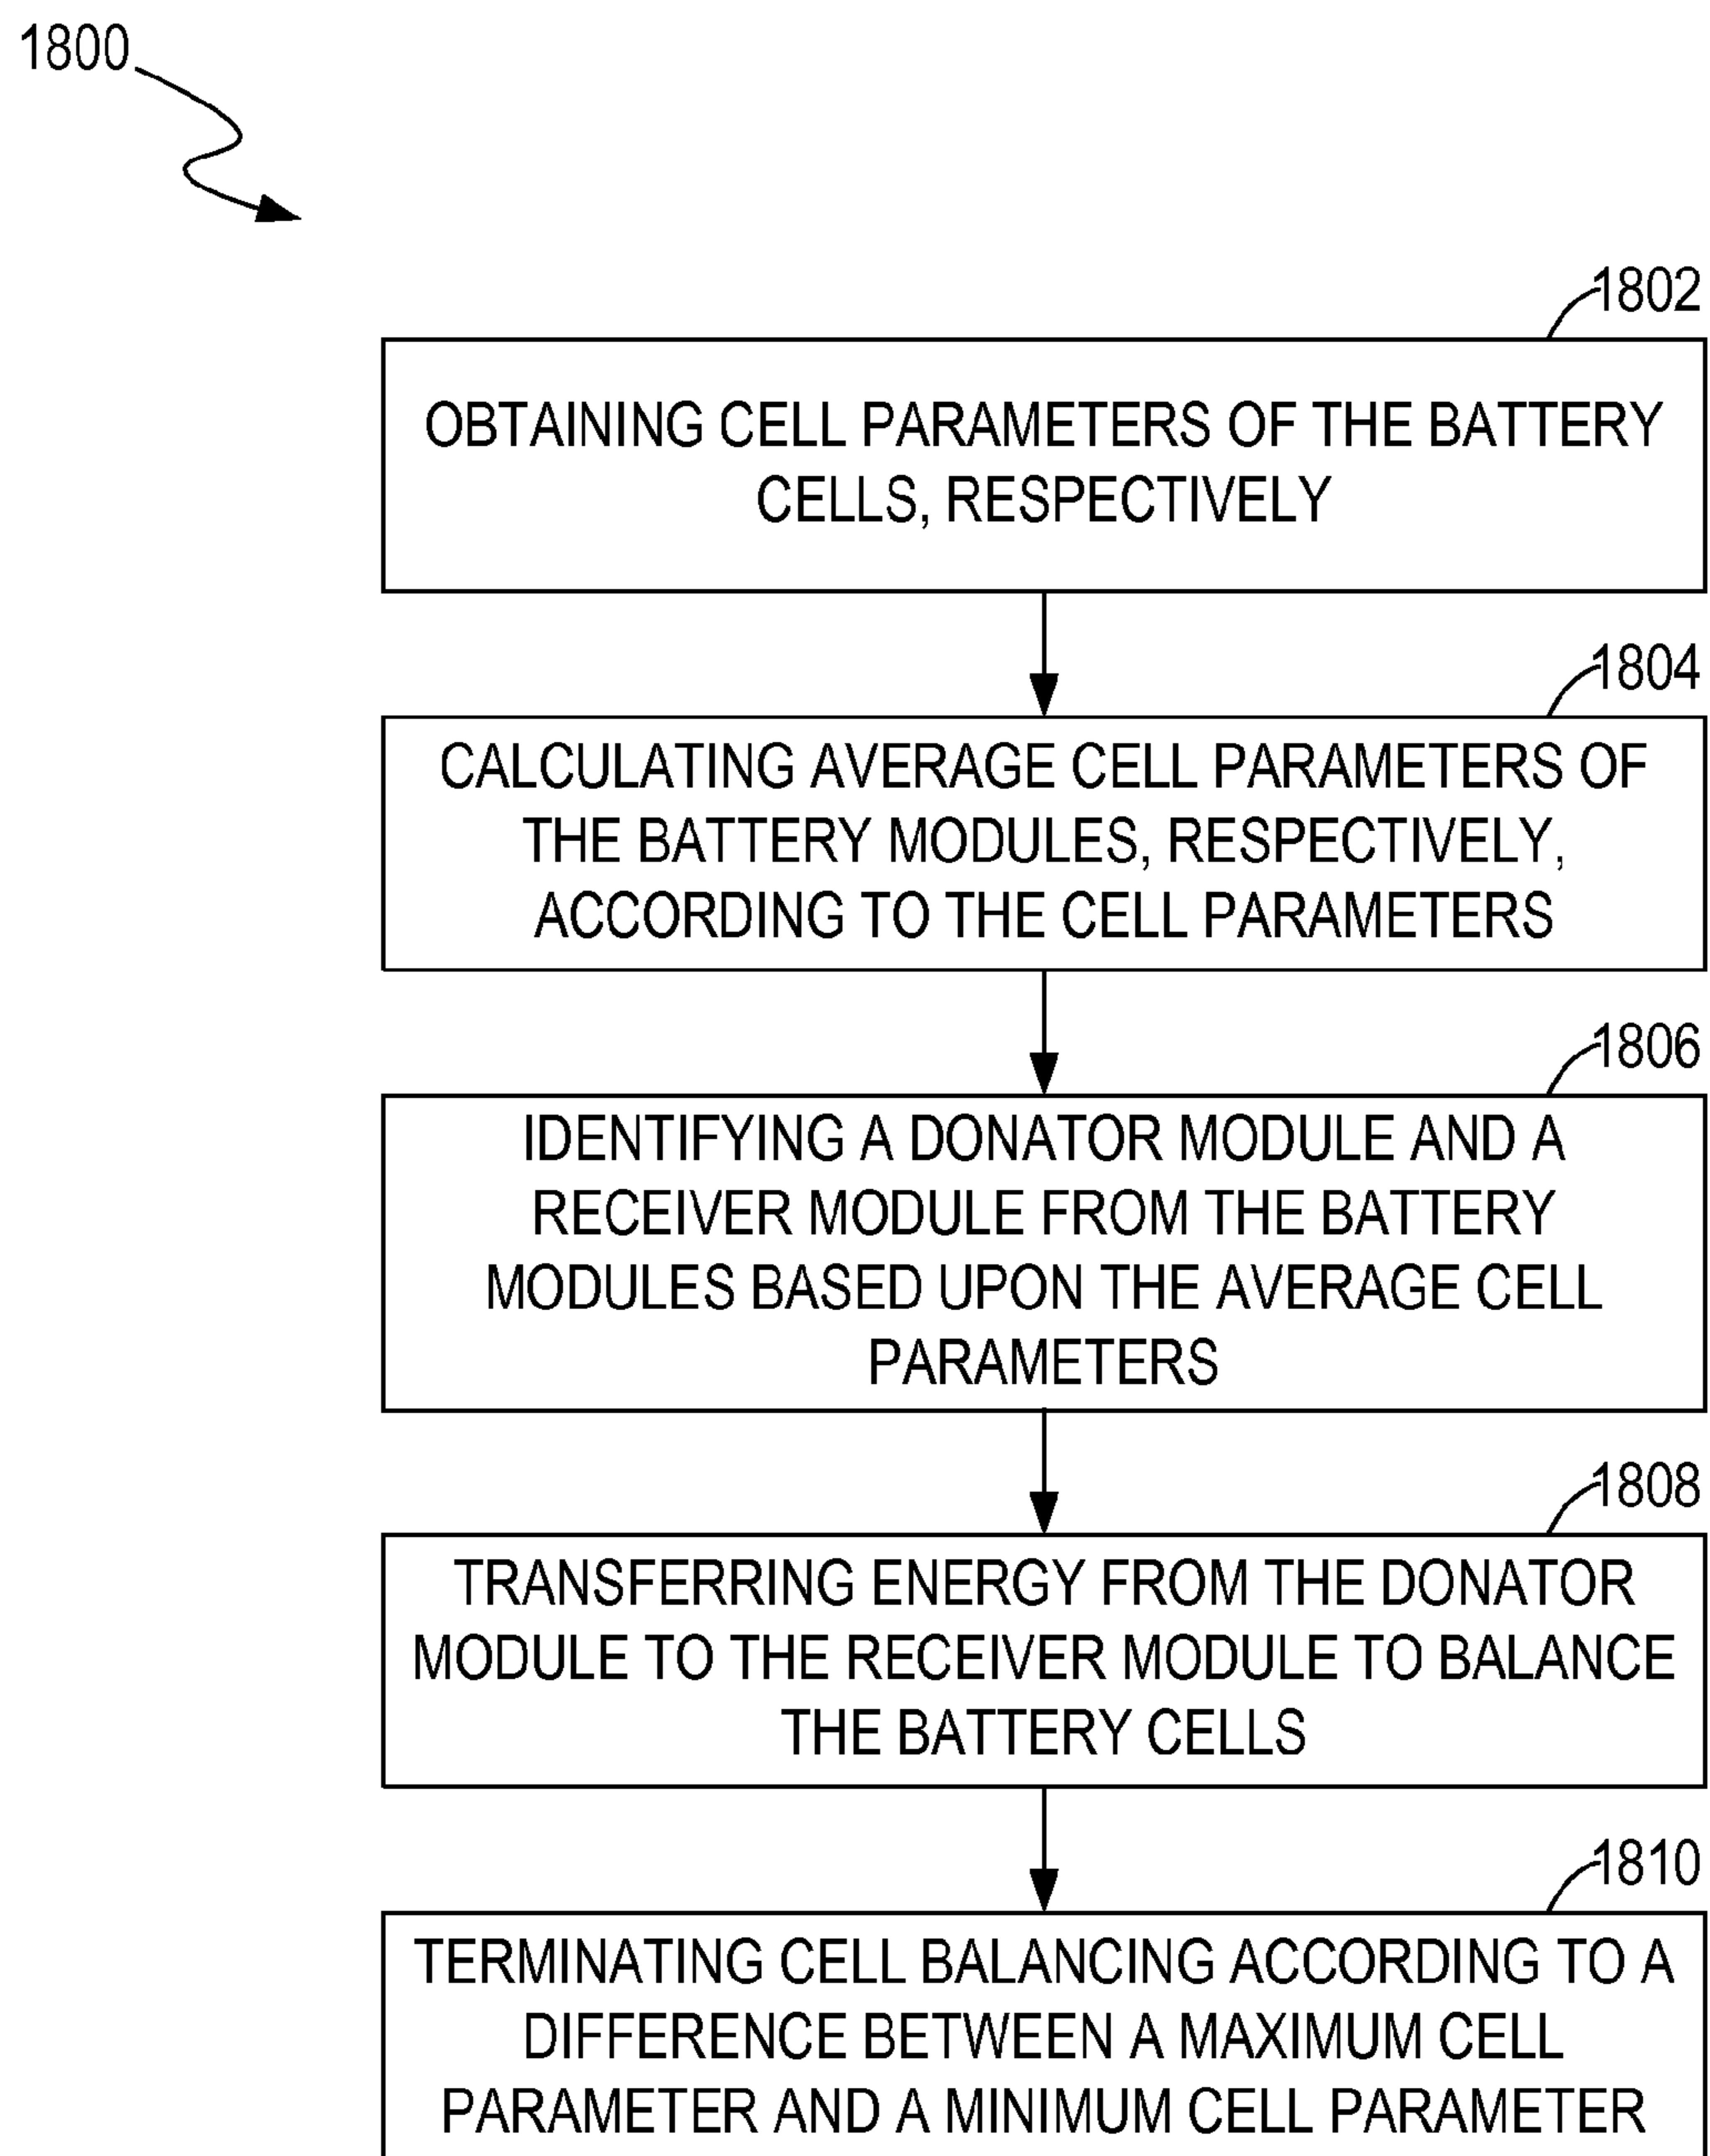 1800
1802
OBTAINING CELL PARAMETERS OF THE BATTERY
CELLS, RESPECTIVELY
1804
CALCULATING AVERAGE CELL PARAMETERS OF
THE BATTERY MODULES, RESPECTIVELY,
ACCORDING TO THE CELL PARAMETERS
1806
IDENTIFYING A DONATOR MODULE AND A
RECEIVER MODULE FROM THE BATTERY
MODULES BASED UPON THE AVERAGE CELL
PARAMETERS
1808
TRANSFERRING ENERGY FROM THE DONATOR
MODULE TO THE RECEIVER MODULE TO BALANCE
THE BATTERY CELLS
1810
TERMINATING CELL BALANCING ACCORDING TO A
DIFFERENCE BETWEEN A MAXIMUM CELL
PARAMETER AND A MINIMUM CELL PARAMETER